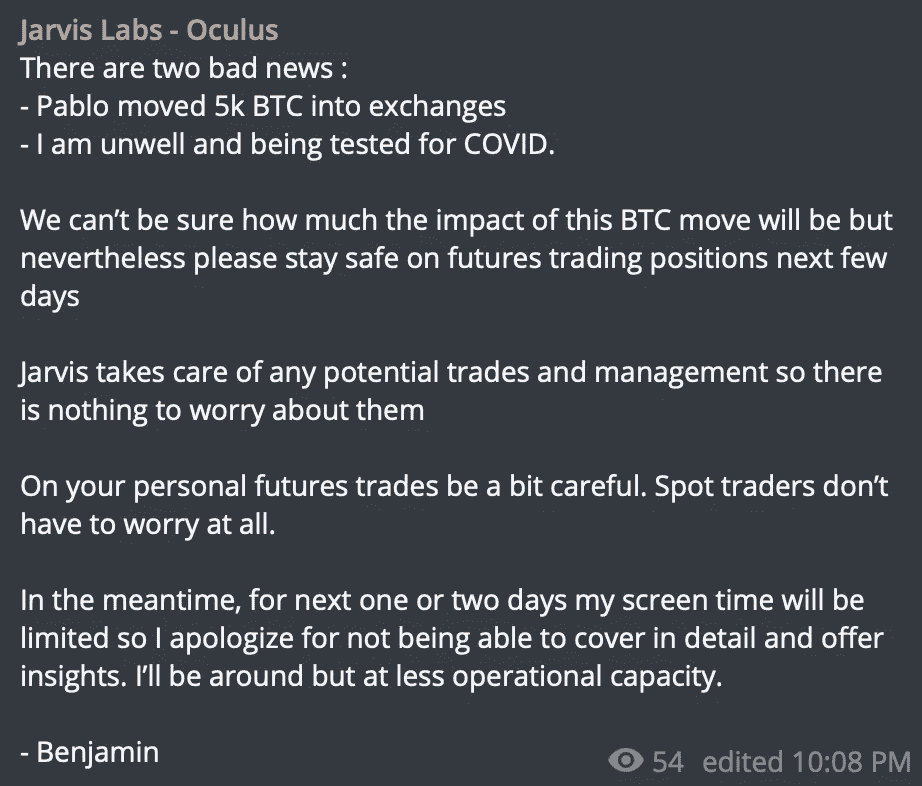 Jarvis Labs - Oculus
There are two bad news :
- Pablo moved 5k BTC into exchanges
- I am unwell and being tested for COVID.
We can’t be sure how much the impact of this BTC move will be but
nevertheless please stay safe on futures trading positions next few
days
Jarvis takes care of any potential trades and management so there
is nothing to worry about them
On your personal futures trades be a bit careful. Spot traders don’t
have to worry at all.
In the meantime, for next one or two days my screen time will be
limited so I apologize for not being able to cover in detail and offer
insights. I’ll be around but at less operational capacity.
- Benjamin
54 edited 10:08 PM